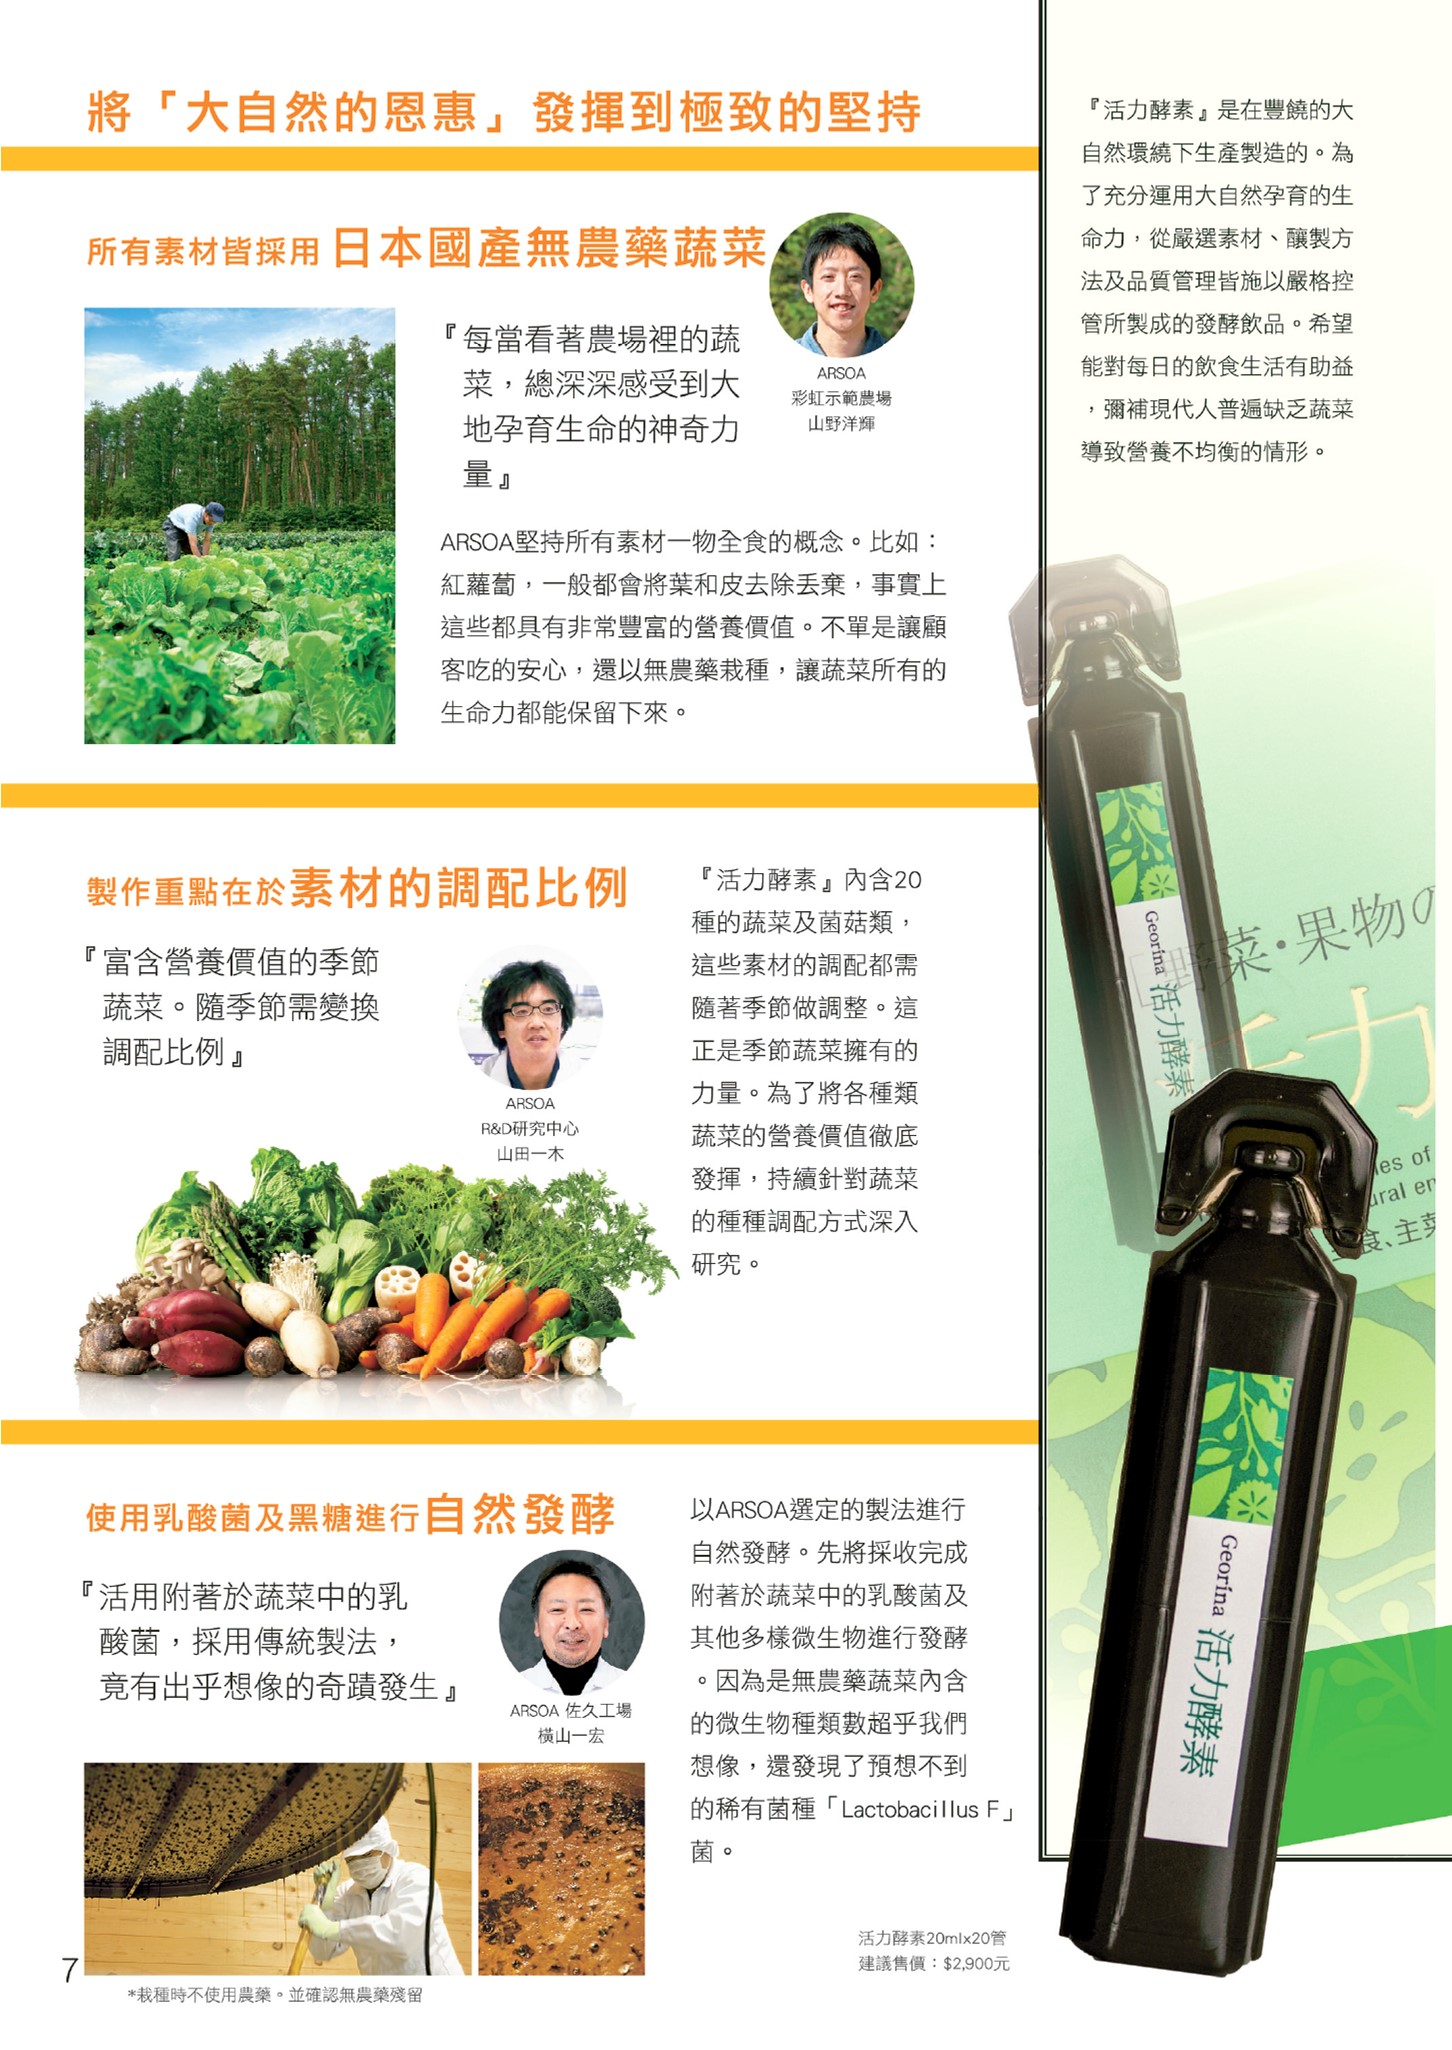 將「大自然的恩惠」發揮到極致的堅持
所有素材皆採用 日本國產無農藥蔬菜
『每當看著農場裡的蔬
菜，總深深感受到大
地孕育生命的神奇力
量』
ARSOA
彩虹示範農場
山野洋輝
ARSOA堅持所有素材一物全食的概念。比如：
紅蘿蔔，一般都會將葉和皮去除丟棄，事實上
這些都具有非常豐富的營養價值。不單是讓顧
客吃的安心，還以無農藥栽種，讓蔬菜所有的
生命力都能保留下來。
製作重點在於素材的調配比例
『富含營養價值的季節
蔬菜。隨季節需變換
調配比例』
ARSOA
R&D研究中心
山田一木
『活力酵素』內含20
種的蔬菜及菌菇類，
這些素材的調配都需
隨著季節做調整。這
正是季節蔬菜擁有的
力量。為了將各種類
蔬菜的營養價值徹底
發揮，持續針對蔬菜
的種種調配方式深入
研究。
使用乳酸菌及黑糖進行自然發酵
『活用附著於蔬菜中的乳
酸菌，採用傳統製法，
竟有出乎想像的奇蹟發生』
ARSOA 佐久工場
橫山一宏
以ARSOA選定的製法進行
自然發酵。先將採收完成
附著於蔬菜中的乳酸菌及
其他多樣微生物進行發酵
。因為是無農藥蔬菜內含
的微生物種類數超乎我們
想像，還發現了預想不到
的稀有菌種「Lactobacillus F」
菌。
活力酵素20mlx20管
建議售價：$2,900元
7
*栽種時不使用農藥。並確認無農藥殘留
『活力酵素』是在豐饒的大
自然環繞下生產製造的。為
了充分運用大自然孕育的生
命力，從嚴選素材、釀製方
法及品質管理皆施以嚴格控
管所製成的發酵飲品。希望
能對每日的飲食生活有助益
，彌補現代人普遍缺乏蔬菜
導致營養不均衡的情形。
Georína 活力酵素
野菜・果物の
力
les of
ural en
食、主菜
Georína 活力酵素